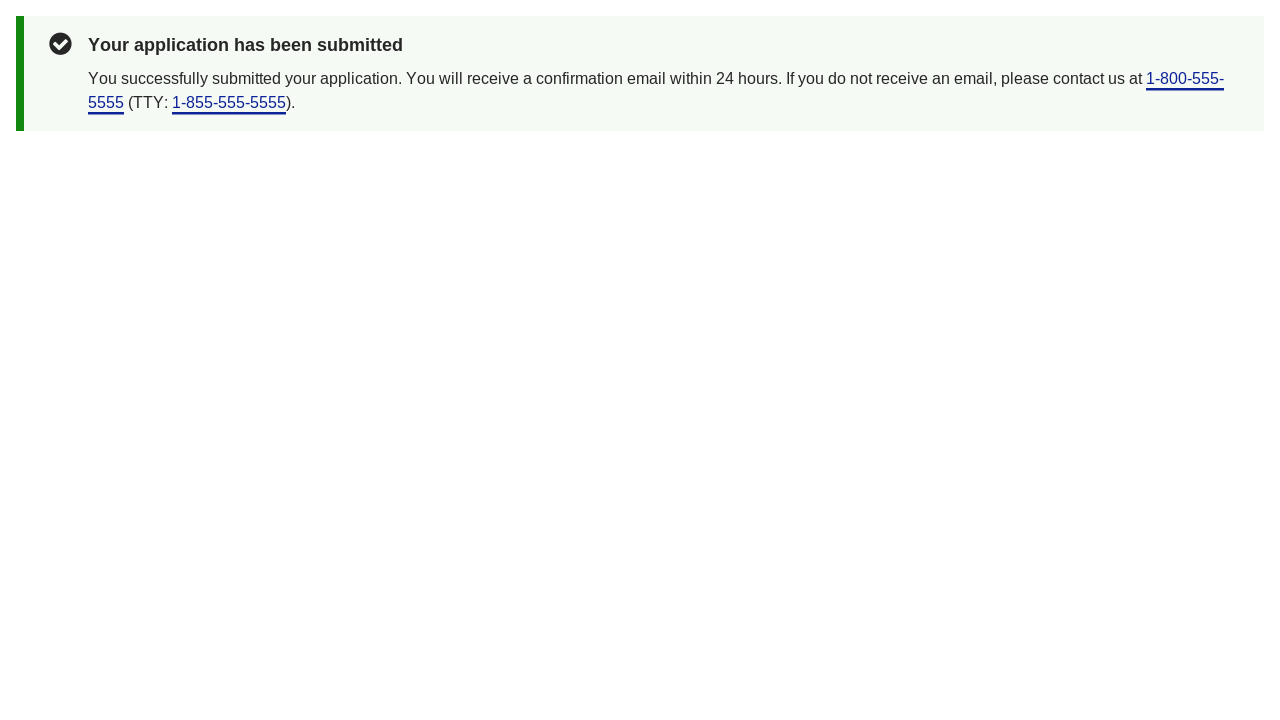 Your application has been submitted
You successfully submitted your application. You will receive a confirmation email within 24 hours. If you do not receive an email, please contact us at 1-800-555-
5555 (TTY: 1-855-555-5555).